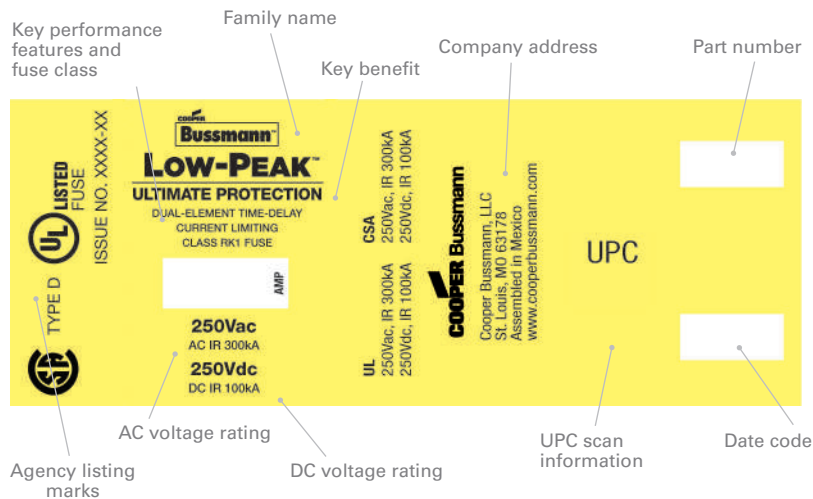 Key performance
features and
fuse class
Family name
Key benefit
Company address
Part number
UL
LISTED
FUSE
ISSUE NO. XXXX-XX
TYPE D
COOPER
Bussmann™
LOW-PEAK™
ULTIMATE PROTECTION
DUAL-ELEMENT TIME-DELAY
CURRENT LIMITING
CLASS RK1 FUSE
AMP
250Vac
AC IR 300kA
250Vdc
DC IR 100kA
CSA
250Vac, IR 300kA
250Vdc, IR 100kA
UL
250Vac, IR 300kA
250Vdc, IR 100kA
COOPER Bussmann
Cooper Bussmann, LLC
St. Louis, MO 63178
Assembled in Mexico
www.cooperbussmann.com
UPC
Agency listing
marks
AC voltage rating
DC voltage rating
UPC scan
information
Date code